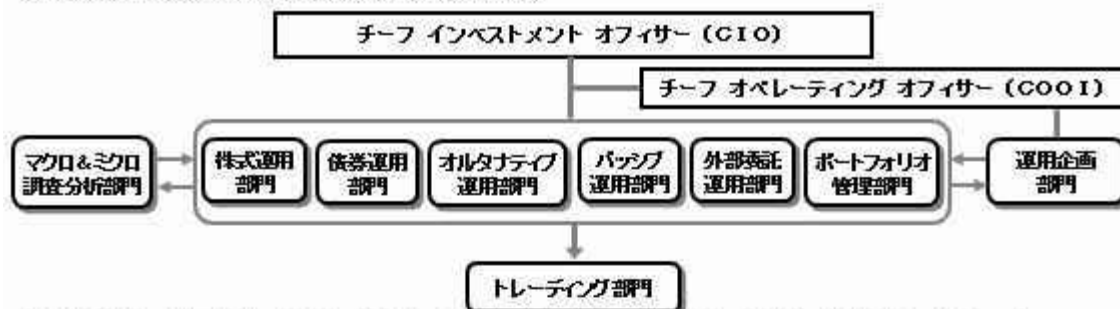 チーフ インベストメント オフィサー (CIO)
チーフ オペレーティング オフィサー (COOI)
マクロ&ミクロ
調査分析部門
株式運用
部門
債券運用
部門
オルタナティブ
運用部門
パッシブ
運用部門
外部委託
運用部門
ポートフォリオ
管理部門
運用企画
部門
トレーディング部門